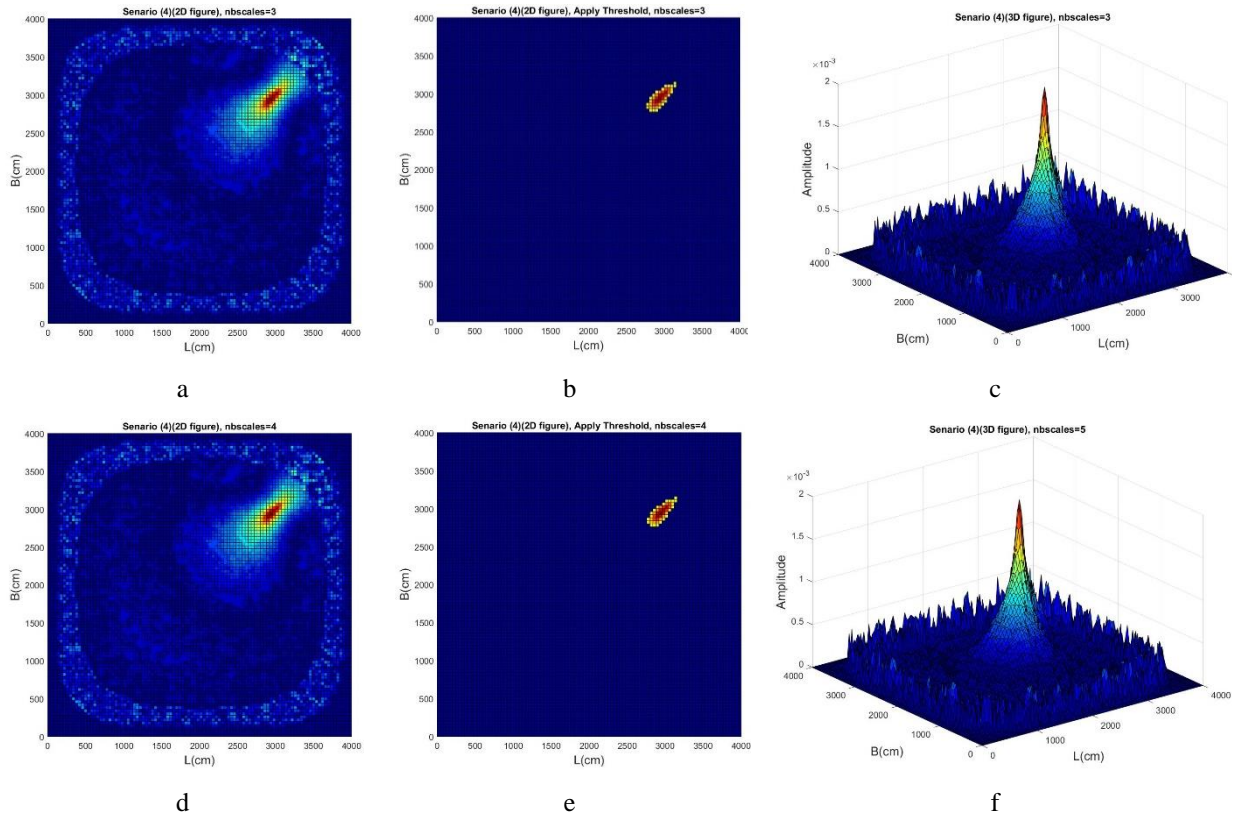 Senario (4)(2D figure), nbscales=3
4000
3500
3000
2500
2000
1500
1000
500
0
B(cm)
0 500 1000 1500 2000 2500 3000 3500 4000
L(cm)
a
Senario (4)(2D figure), Apply Threshold, nbscales=3
4000
3500
3000
2500
2000
1500
1000
500
0
B(cm)
0 500 1000 1500 2000 2500 3000 3500 4000
L(cm)
b
Senario (4)(3D figure), nbscales=3
×10⁻³
2
1.5
1
0.5
0
Amplitude
4000
3000
2000
1000
0
B(cm)
0
1000
2000
3000
L(cm)
c
Senario (4)(2D figure), nbscales=4
4000
3500
3000
2500
2000
1500
1000
500
0
B(cm)
0 500 1000 1500 2000 2500 3000 3500 4000
L(cm)
d
Senario (4)(2D figure), Apply Threshold, nbscales=4
4000
3500
3000
2500
2000
1500
1000
500
0
B(cm)
0 500 1000 1500 2000 2500 3000 3500 4000
L(cm)
e
Senario (4)(3D figure), nbscales=5
×10⁻³
2
1.5
1
0.5
0
Amplitude
4000
3000
2000
1000
0
B(cm)
0
1000
2000
3000
4000
L(cm)
f